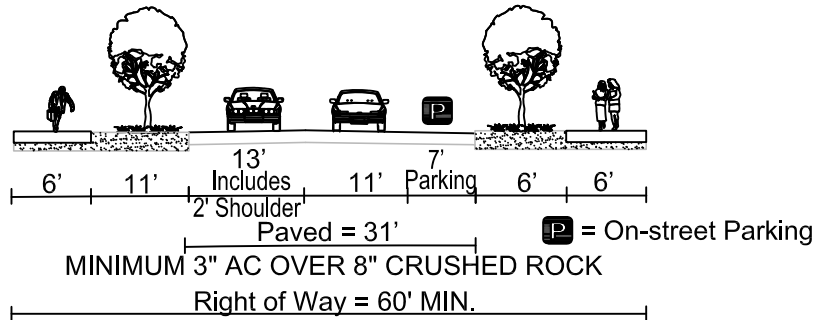 P
13'
7'
Includes
Parking
6' 11' 11' 6' 6'
2' Shoulder
Paved = 31'
P = On-street Parking
MINIMUM 3" AC OVER 8" CRUSHED ROCK
Right of Way = 60' MIN.